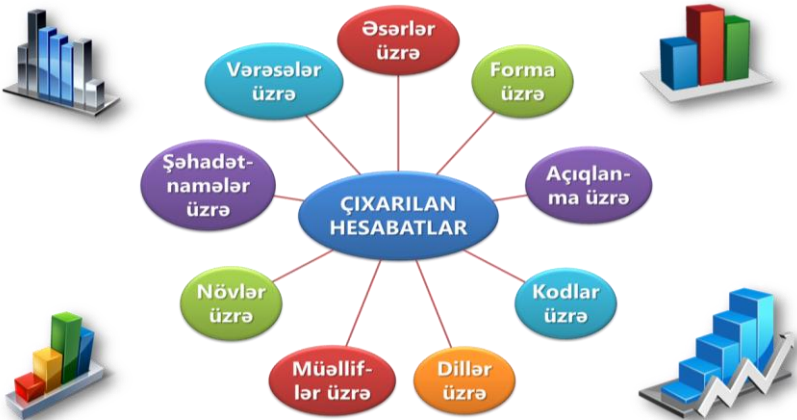 Əsərlər
üzrə
Forma
üzrə
Vərəsələr
üzrə
Açıqlan-
ma üzrə
Şəhadət-
namələr
üzrə
ÇIXARILAN
HESABATLAR
Kodlar
üzrə
Növlər
üzrə
Dillər
üzrə
Müəllif-
lər üzrə